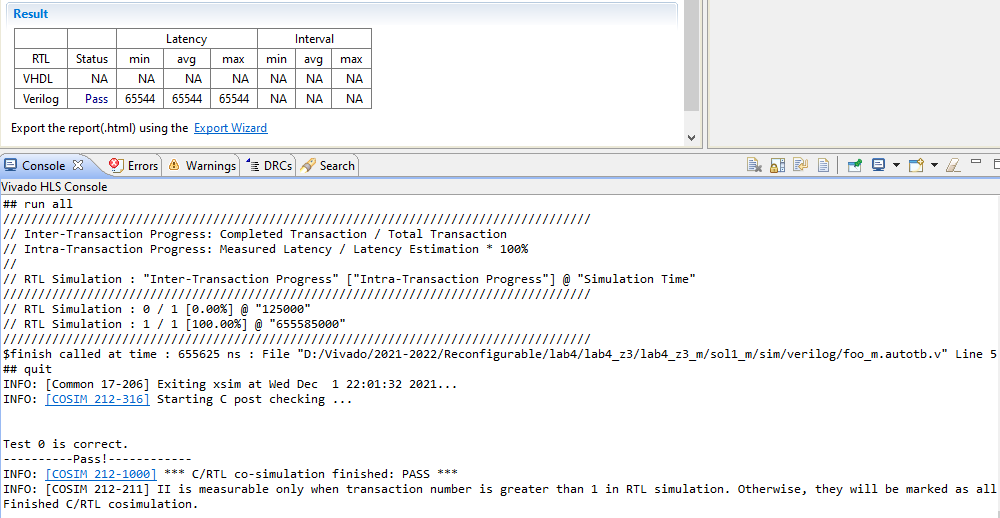 Result
Latency Interval
RTL Status min avg max min avg max
VHDL NA NA NA NA NA NA NA
Verilog Pass 65544 65544 65544 NA NA NA
Export the report(.html) using the Export Wizard
Console Errors Warnings DRCs Search
Vivado HLS Console
## run all
////////////////////////////////////////////////////////////////////////////////////
// Inter-Transaction Progress: Completed Transaction / Total Transaction
// Intra-Transaction Progress: Measured Latency / Latency Estimation * 100%
//
// RTL Simulation : "Inter-Transaction Progress" ["Intra-Transaction Progress"] @ "Simulation Time"
////////////////////////////////////////////////////////////////////////////////////
// RTL Simulation : 0 / 1 [0.00%] @ "125000"
// RTL Simulation : 1 / 1 [100.00%] @ "655585000"
////////////////////////////////////////////////////////////////////////////////////
$finish called at time : 655625 ns : File "D:/Vivado/2021-2022/Reconfigurable/lab4/lab4_z3/lab4_z3_m/sol1_m/sim/verilog/foo_m.autotb.v" Line 5
## quit
INFO: [Common 17-206] Exiting xsim at Wed Dec  1 22:01:32 2021...
INFO: [COSIM 212-316] Starting C post checking ...
Test 0 is correct.
----------Pass!------------
INFO: [COSIM 212-1000] *** C/RTL co-simulation finished: PASS ***
INFO: [COSIM 212-211] II is measurable only when transaction number is greater than 1 in RTL simulation. Otherwise, they will be marked as all
Finished C/RTL cosimulation.